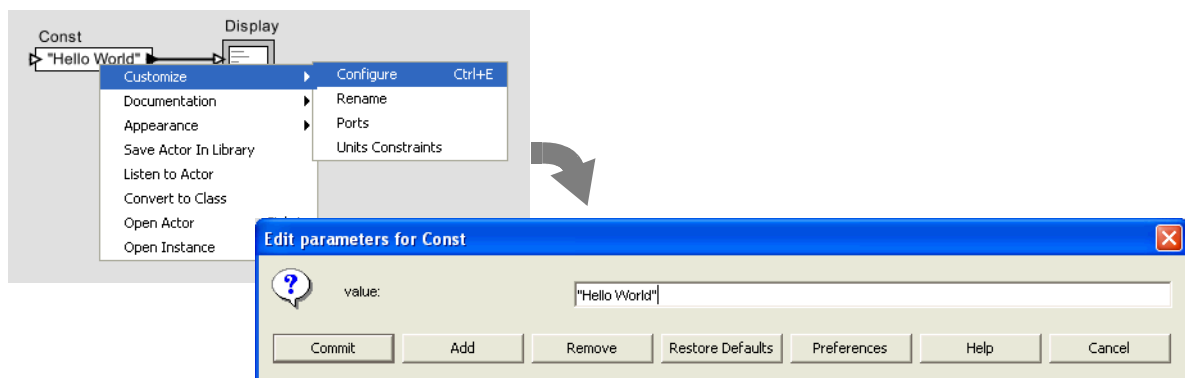 Const
Display
"Hello World"
Customize
Documentation
Appearance
Save Actor In Library
Listen to Actor
Convert to Class
Open Actor
Open Instance
Configure Ctrl+E
Rename
Ports
Units Constraints
Edit parameters for Const
value: "Hello World"
Commit Add Remove Restore Defaults Preferences Help Cancel